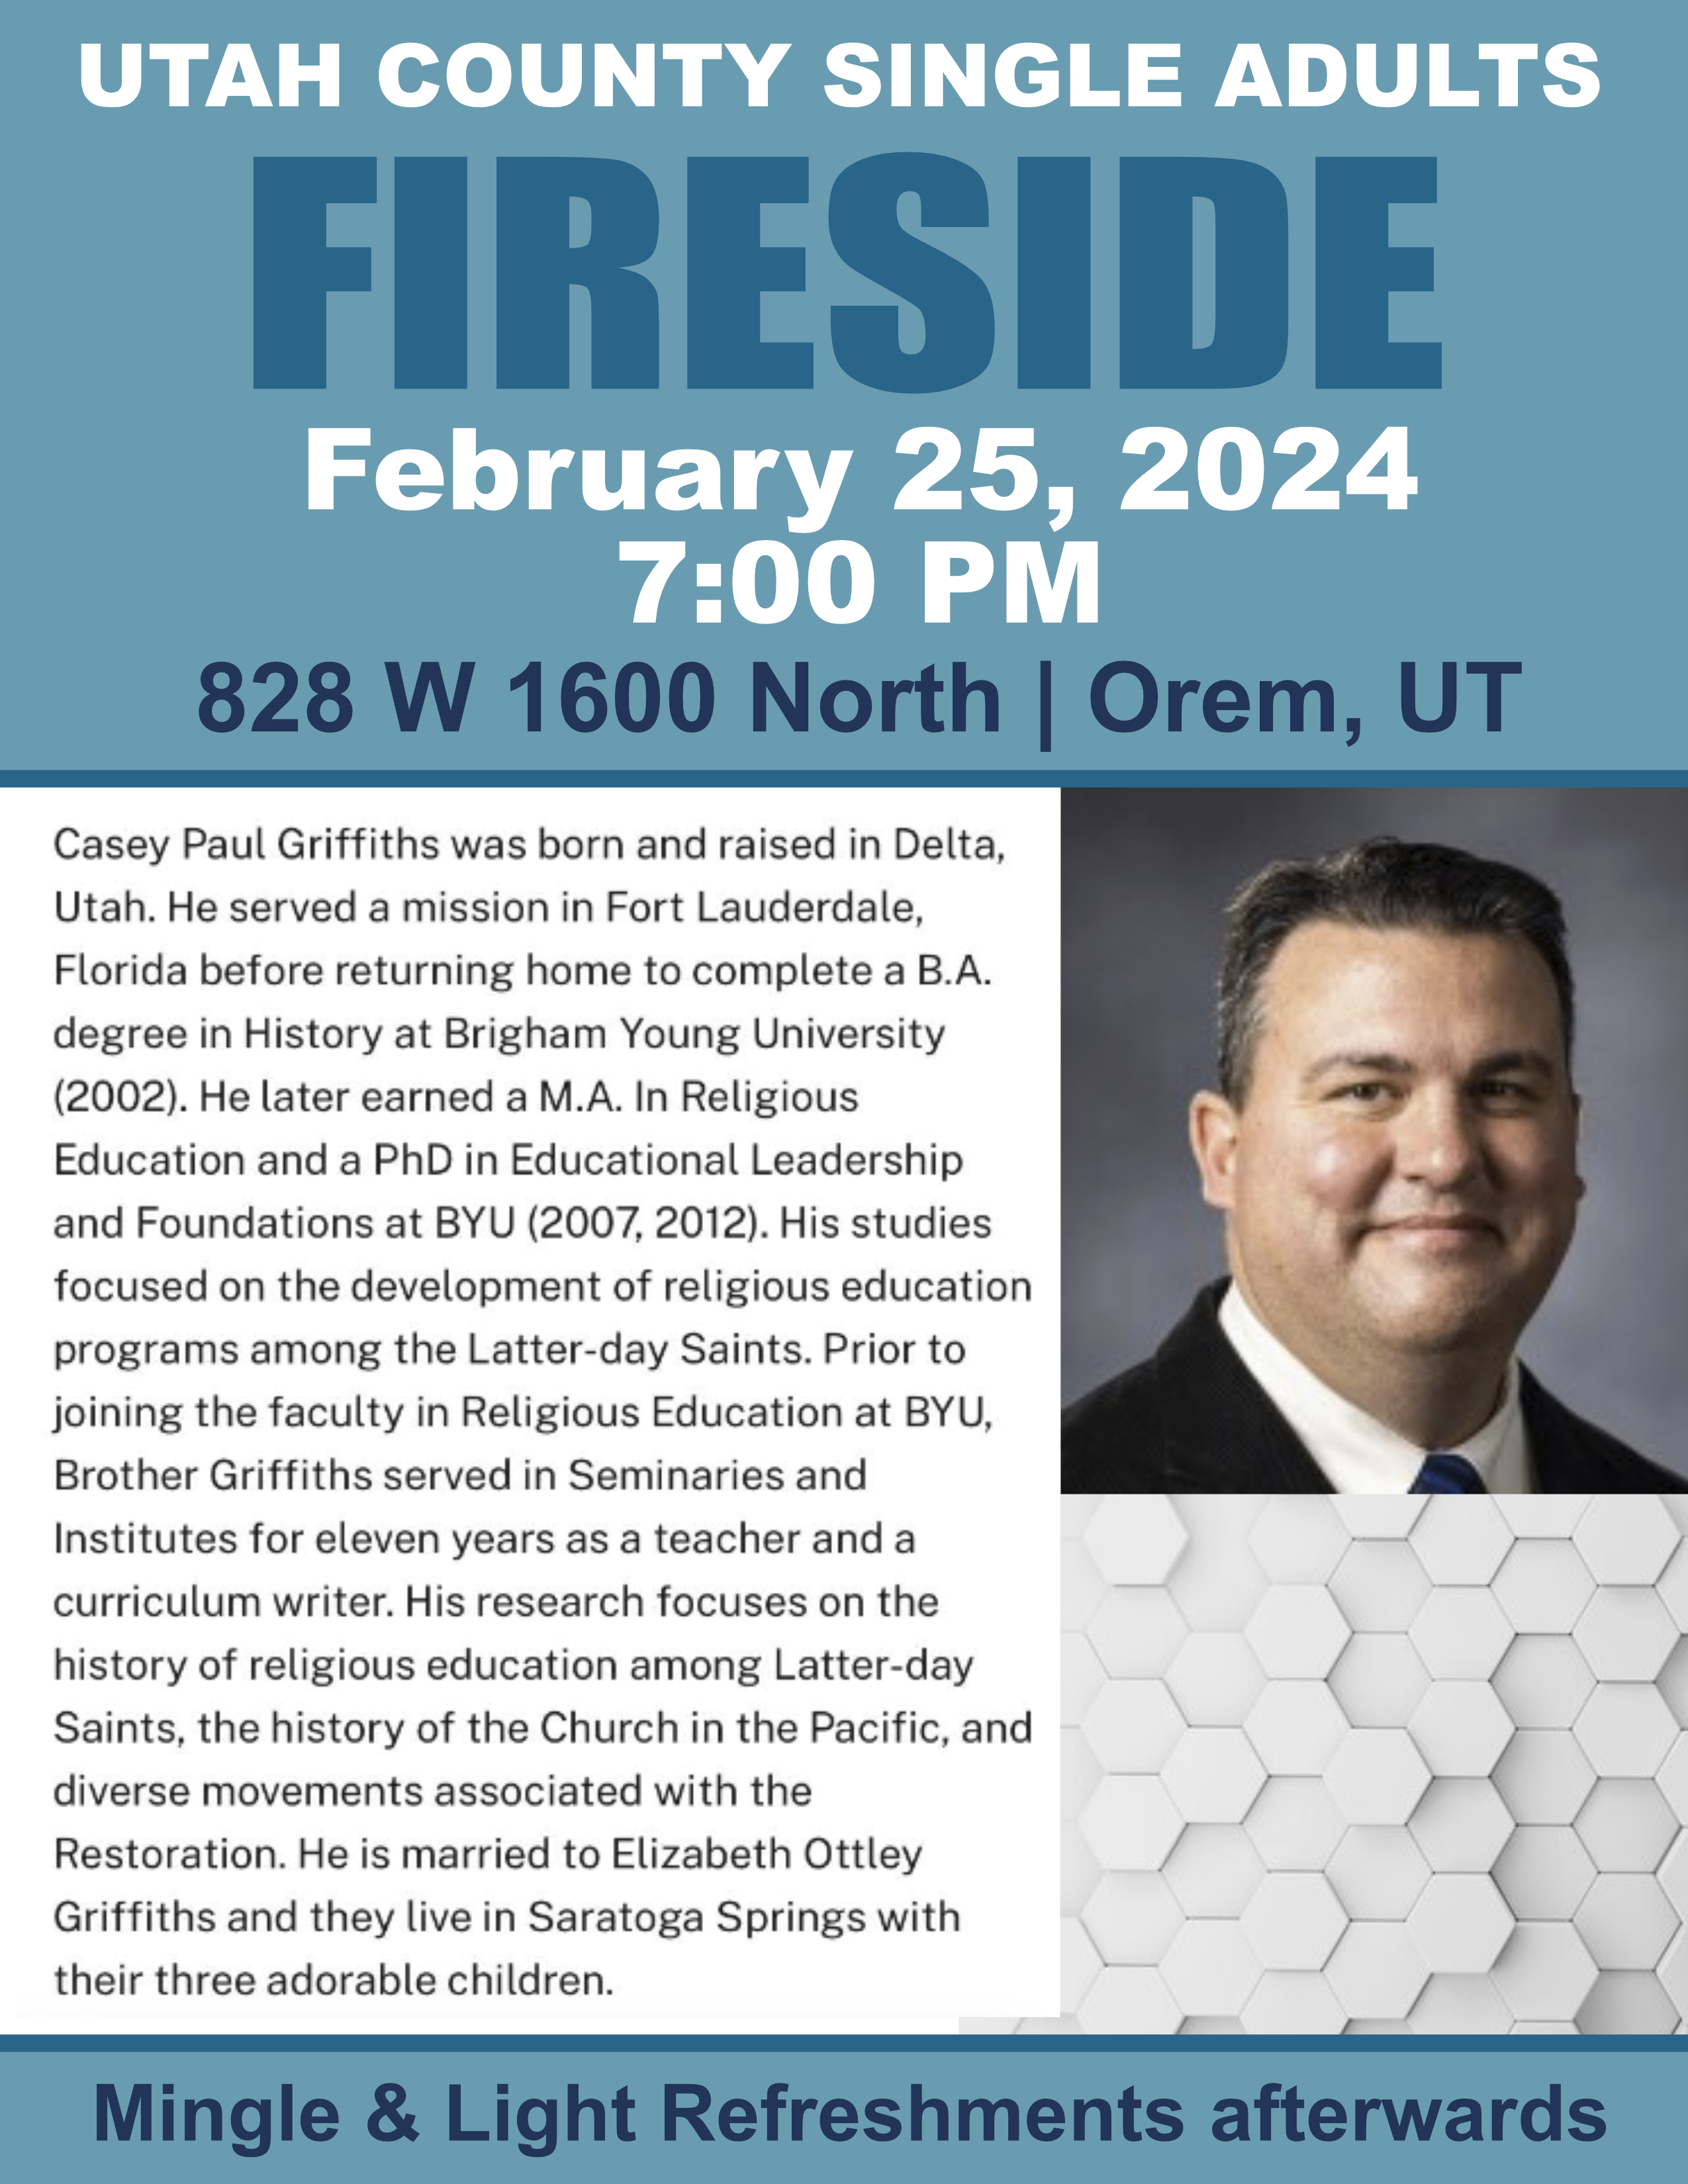 UTAH COUNTY SINGLE ADULTS
FIRESIDE
February 25, 2024
7:00 PM
828 W 1600 North | Orem, UT
Casey Paul Griffiths was born and raised in Delta,
Utah. He served a mission in Fort Lauderdale,
Florida before returning home to complete a B.A.
degree in History at Brigham Young University
(2002). He later earned a M.A. In Religious
Education and a PhD in Educational Leadership
and Foundations at BYU (2007, 2012). His studies
focused on the development of religious education
programs among the Latter-day Saints. Prior to
joining the faculty in Religious Education at BYU,
Brother Griffiths served in Seminaries and
Institutes for eleven years as a teacher and a
curriculum writer. His research focuses on the
history of religious education among Latter-day
Saints, the history of the Church in the Pacific, and
diverse movements associated with the
Restoration. He is married to Elizabeth Ottley
Griffiths and they live in Saratoga Springs with
their three adorable children.
Mingle & Light Refreshments afterwards